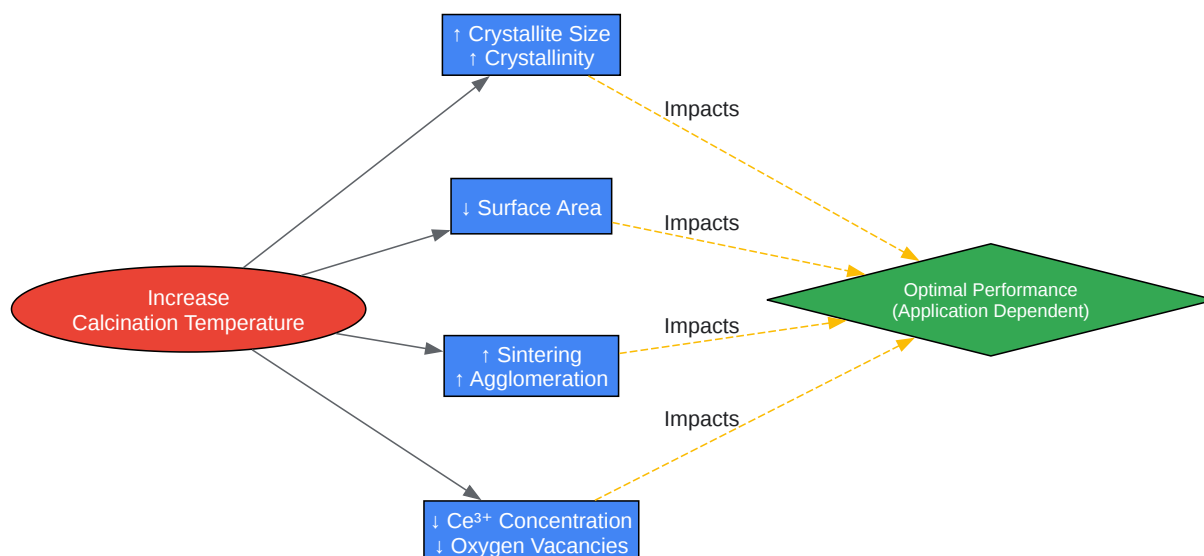 ↑ Crystallite Size
↑ Crystallinity
Impacts
↓ Surface Area
Impacts
Increase
Calcination Temperature
Optimal Performance
(Application Dependent)
↑ Sintering
↑ Agglomeration
Impacts
Impacts
↓ Ce³⁺ Concentration
↓ Oxygen Vacancies